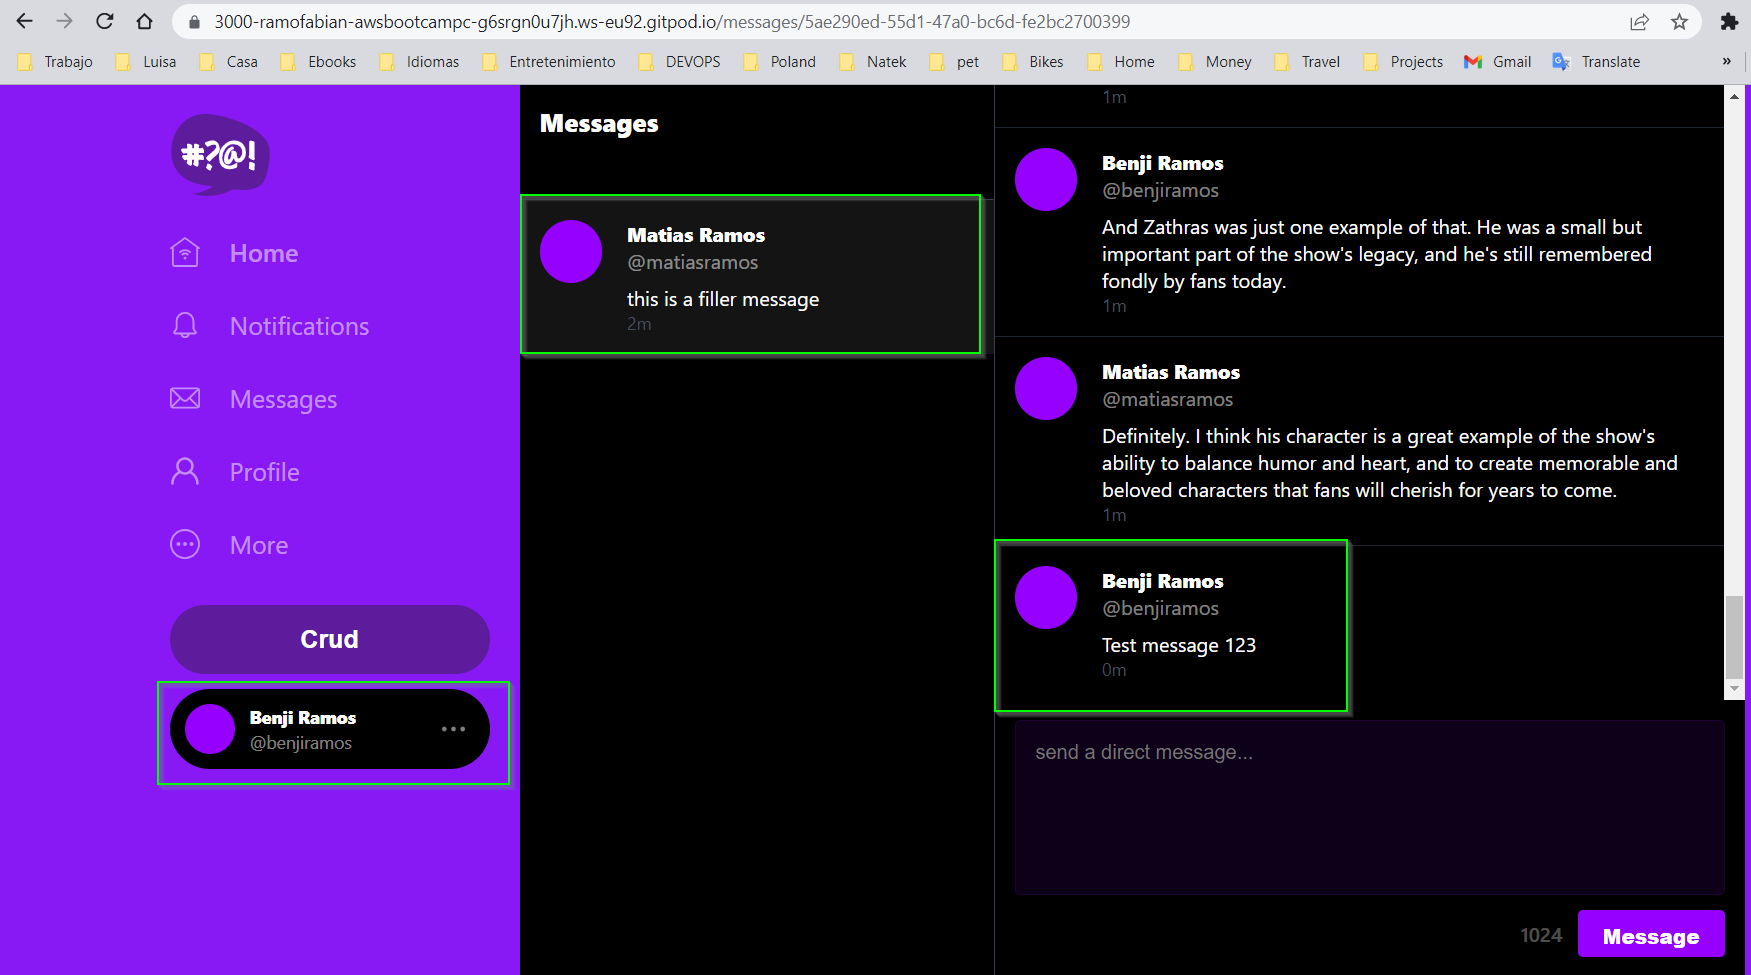 3000-ramofabian-awsbootcampc-g6srgn0u7jh.ws-eu92.gitpod.io/messages/5ae290ed-55d1-47a0-bc6d-fe2bc2700399
Trabajo Luisa Casa Ebooks Idiomas Entretenimiento DEVOPS Poland Natek pet Bikes Home Money Travel Projects Gmail Translate »
#?@!
Home
Notifications
Messages
Profile
More
Crud
Benji Ramos
@benjiramos
Messages
Matias Ramos
@matiasramos
this is a filler message
2m
1m
Benji Ramos
@benjiramos
And Zathras was just one example of that. He was a small but
important part of the show's legacy, and he's still remembered
fondly by fans today.
1m
Matias Ramos
@matiasramos
Definitely. I think his character is a great example of the show's
ability to balance humor and heart, and to create memorable and
beloved characters that fans will cherish for years to come.
1m
Benji Ramos
@benjiramos
Test message 123
0m
send a direct message...
1024 Message